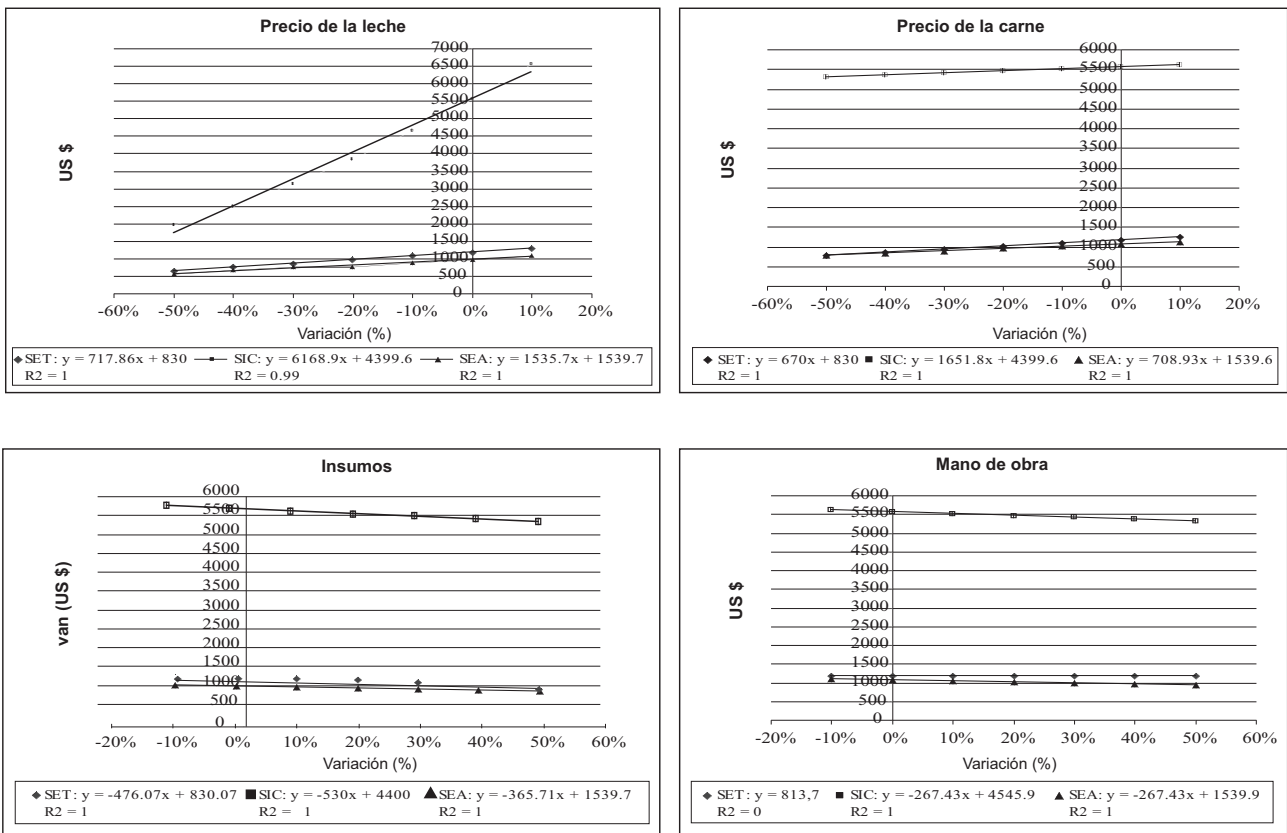 Precio de la leche
7000
6500
6000
5500
5000
4500
4000
3500
3000
2500
2000
1500
1000
500
0
US $
-60% -50% -40% -30% -20% -10% 0% 10% 20%
Variación (%)
SET: y = 717.86x + 830 SIC: y = 6168.9x + 4399.6 SEA: y = 1535.7x + 1539.7
R2 = 1 R2 = 0.99 R2 = 1
Precio de la carne
6000
5500
5000
4500
4000
3500
3000
2500
2000
1500
1000
500
0
US $
-60% -50% -40% -30% -20% -10% 0% 10% 20%
Variación (%)
SET: y = 670x + 830 SIC: y = 1651.8x + 4399.6 SEA: y = 708.93x + 1539.6
R2 = 1 R2 = 1 R2 = 1
Insumos
6000
5500
5000
4500
4000
3500
3000
2500
2000
1500
1000
500
0
van (US $)
-20% -10% 0% 10% 20% 30% 40% 50% 60%
Variación (%)
SET: y = -476.07x + 830.07 SIC: y = -530x + 4400 SEA: y = -365.71x + 1539.7
R2 = 1 R2 = 1 R2 = 1
Mano de obra
6000
5500
5000
4500
4000
3500
3000
2500
2000
1500
1000
500
0
US $
-20% -10% 0% 10% 20% 30% 40% 50% 60%
Variación (%)
SET: y = 813,7 SIC: y = -267.43x + 4545.9 SEA: y = -267.43x + 1539.9
R2 = 0 R2 = 1 R2 = 1